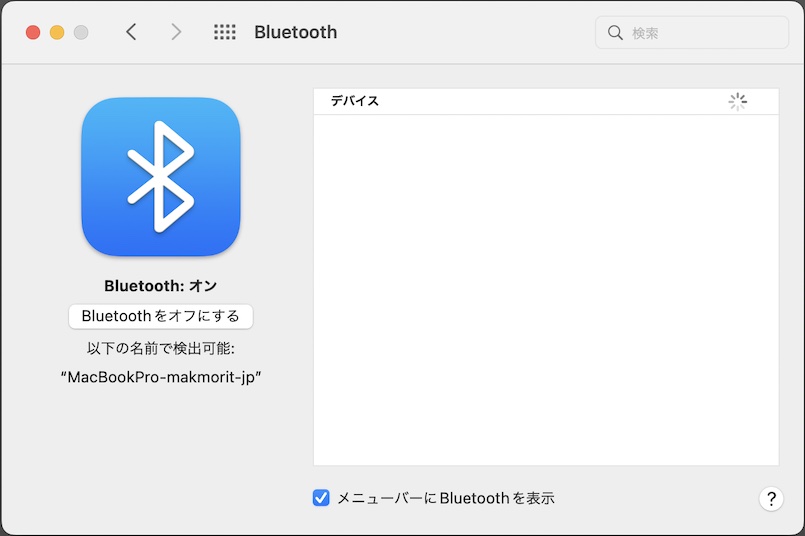 Bluetooth
検索
デバイス
Bluetooth: オン
Bluetoothをオフにする
以下の名前で検出可能:
“MacBookPro-makmorit-jp”
メニューバーにBluetoothを表示
?